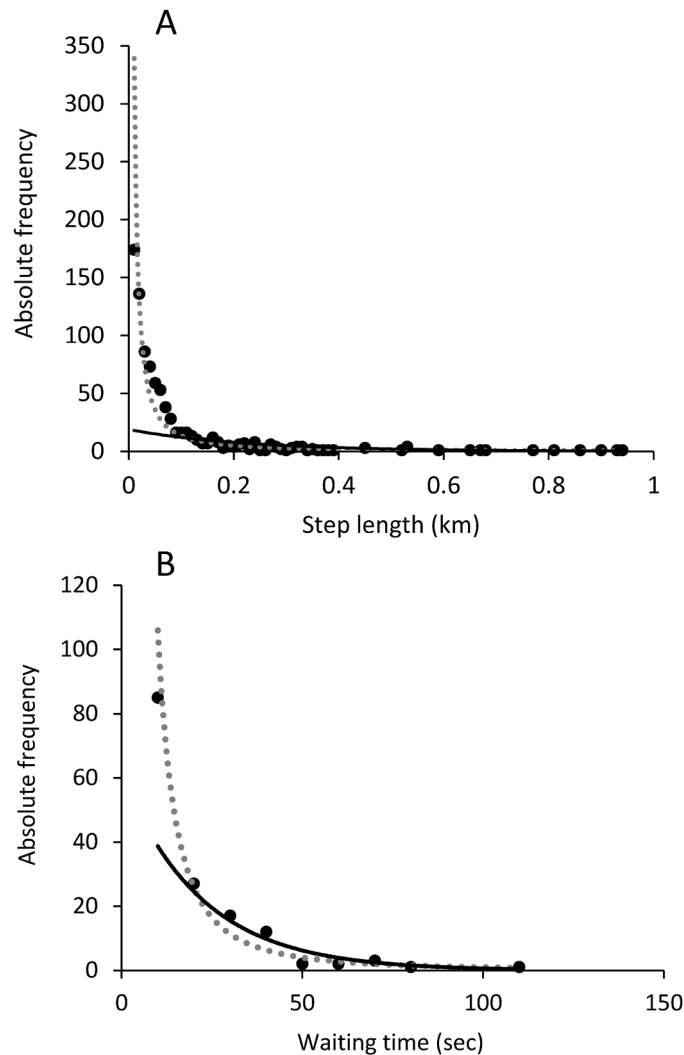 A
350
300
250
200
150
100
50
0
Absolute frequency
0 0.2 0.4 0.6 0.8 1
Step length (km)
B
120
100
80
60
40
20
0
Absolute frequency
0 50 100 150
Waiting time (sec)